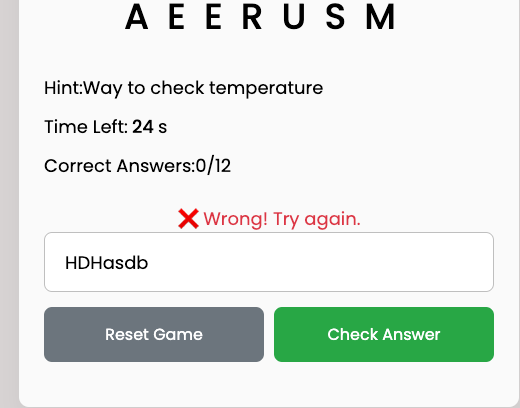 A E E R U S M
Hint:Way to check temperature
Time Left: 24 s
Correct Answers:0/12
❌ Wrong! Try again.
HDHasdb
Reset Game
Check Answer